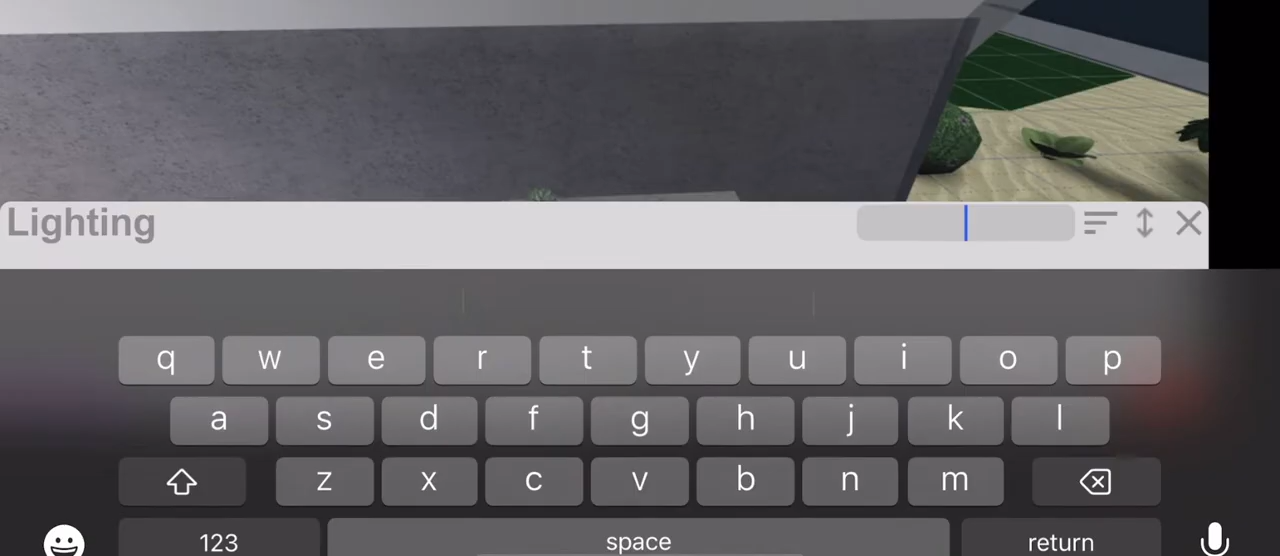 Lighting
q w e r t y u i o p
a s d f g h j k l
z x c v b n m
123 space return